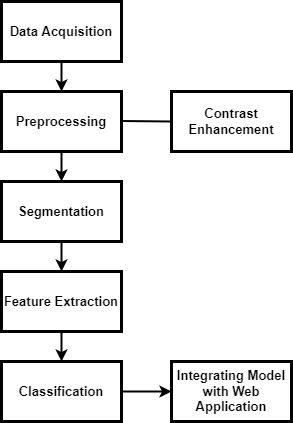 Data Acquisition
Preprocessing
Contrast
Enhancement
Segmentation
Feature Extraction
Classification
Integrating Model
with Web
Application